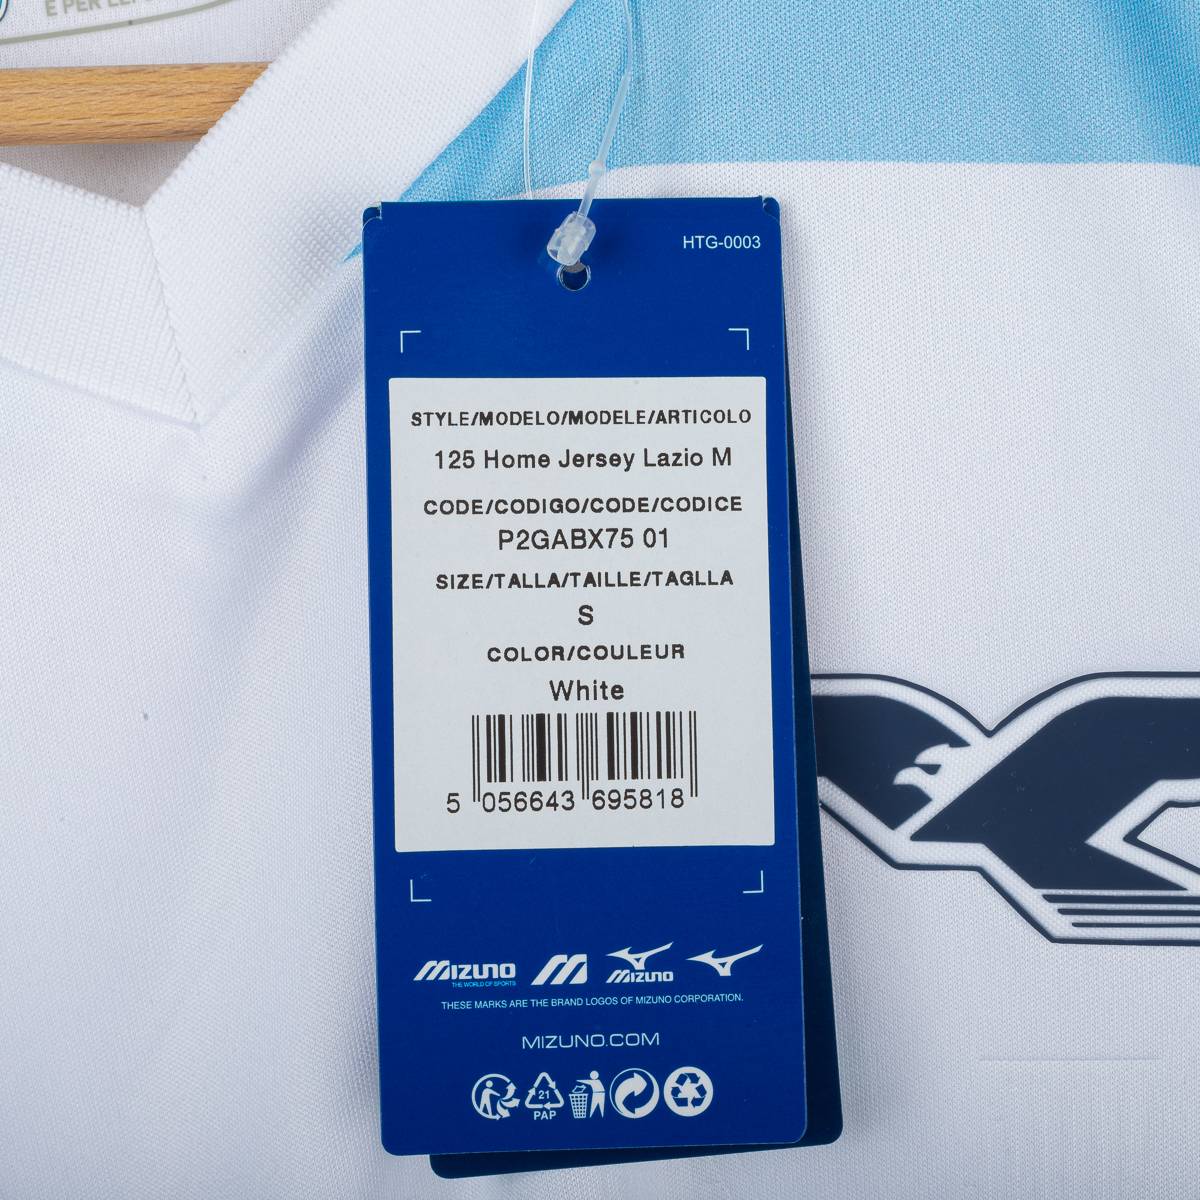 E PER
HTG-0003
STYLE/MODELO/MODELE/ARTICOLO
125 Home Jersey Lazio M
CODE/CODIGO/CODE/CODICE
P2GABX75 01
SIZE/TALLA/TAILLE/TAGLLA
S
COLOR/COULEUR
White
5 056643 695818
MIZUNO
THE WORLD OF SPORTS
MIZUNO
THESE MARKS ARE THE BRAND LOGOS OF MIZUNO CORPORATION.
MIZUNO.COM
21
PAP